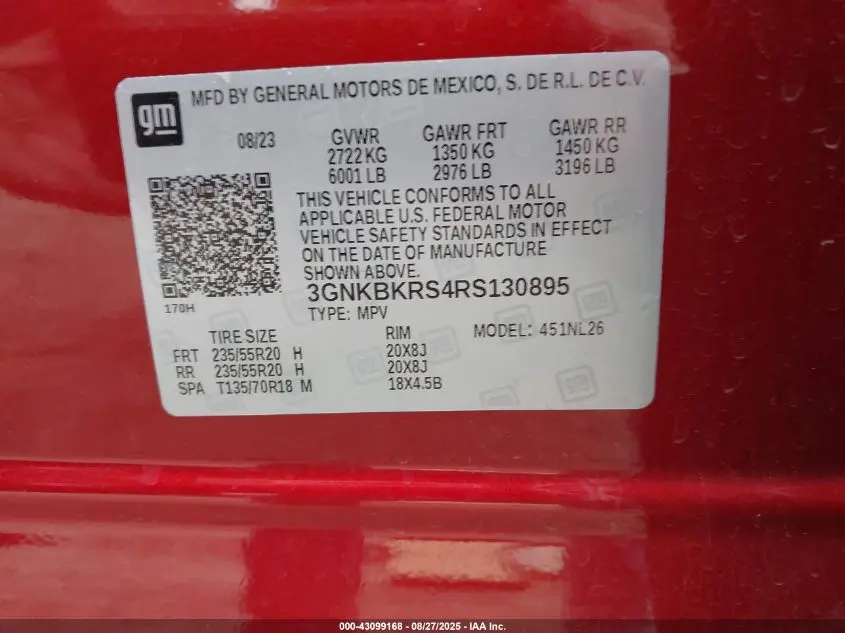 gm
MFD BY GENERAL MOTORS DE MEXICO, S. DE R.L. DE C.V.
08/23 GVWR GAWR FRT GAWR RR
2722 KG 1350 KG 1450 KG
6001 LB 2976 LB 3196 LB
THIS VEHICLE CONFORMS TO ALL
APPLICABLE U.S. FEDERAL MOTOR
VEHICLE SAFETY STANDARDS IN EFFECT
ON THE DATE OF MANUFACTURE
SHOWN ABOVE.
3GNKBKRS4RS130895
170H
TYPE: MPV
TIRE SIZE RIM MODEL: 451NL26
FRT 235/55R20 H 20X8J
RR 235/55R20 H 20X8J
SPA T135/70R18 M 18X4.5B
000-43099168 - 08/27/2025 - IAA Inc.